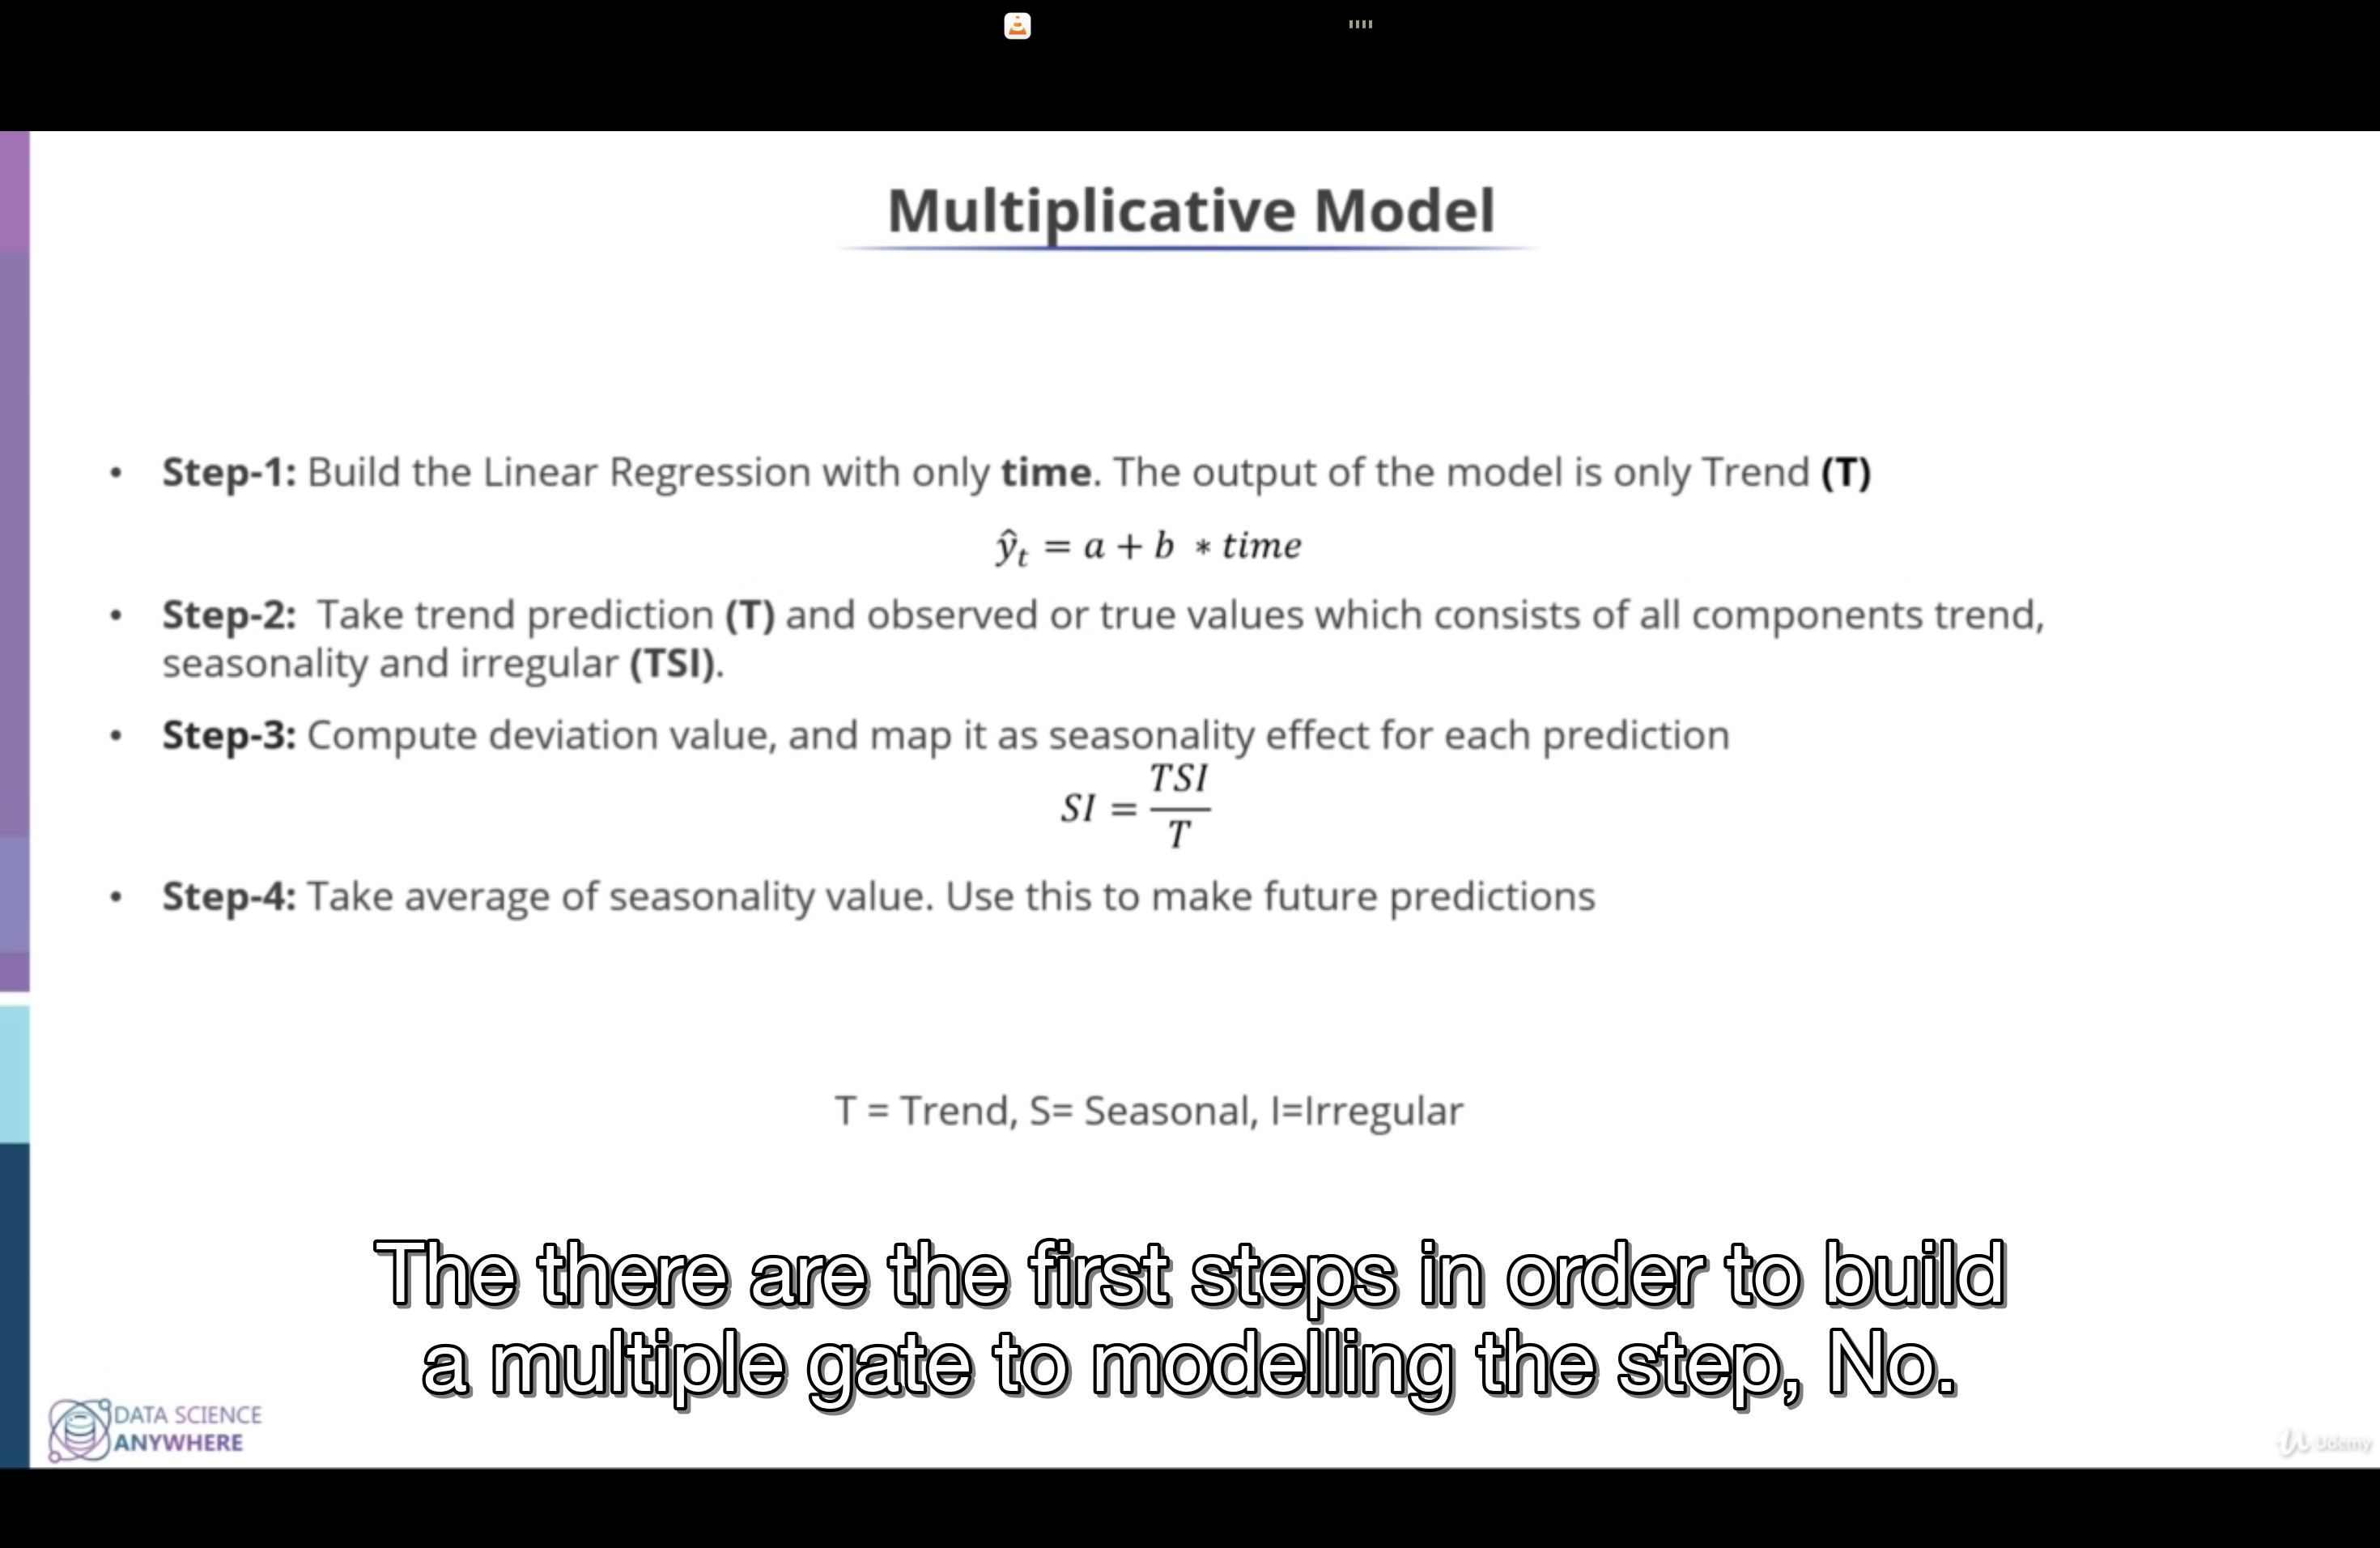 Multiplicative Model
• Step-1: Build the Linear Regression with only time. The output of the model is only Trend (T)
ŷₜ = a + b * time
• Step-2: Take trend prediction (T) and observed or true values which consists of all components trend,
seasonality and irregular (TSI).
• Step-3: Compute deviation value, and map it as seasonality effect for each prediction
SI = TSI / T
• Step-4: Take average of seasonality value. Use this to make future predictions
T = Trend, S= Seasonal, I=Irregular
The there are the first steps in order to build
a multiple gate to modelling the step, No.
DATA SCIENCE
ANYWHERE
Udemy